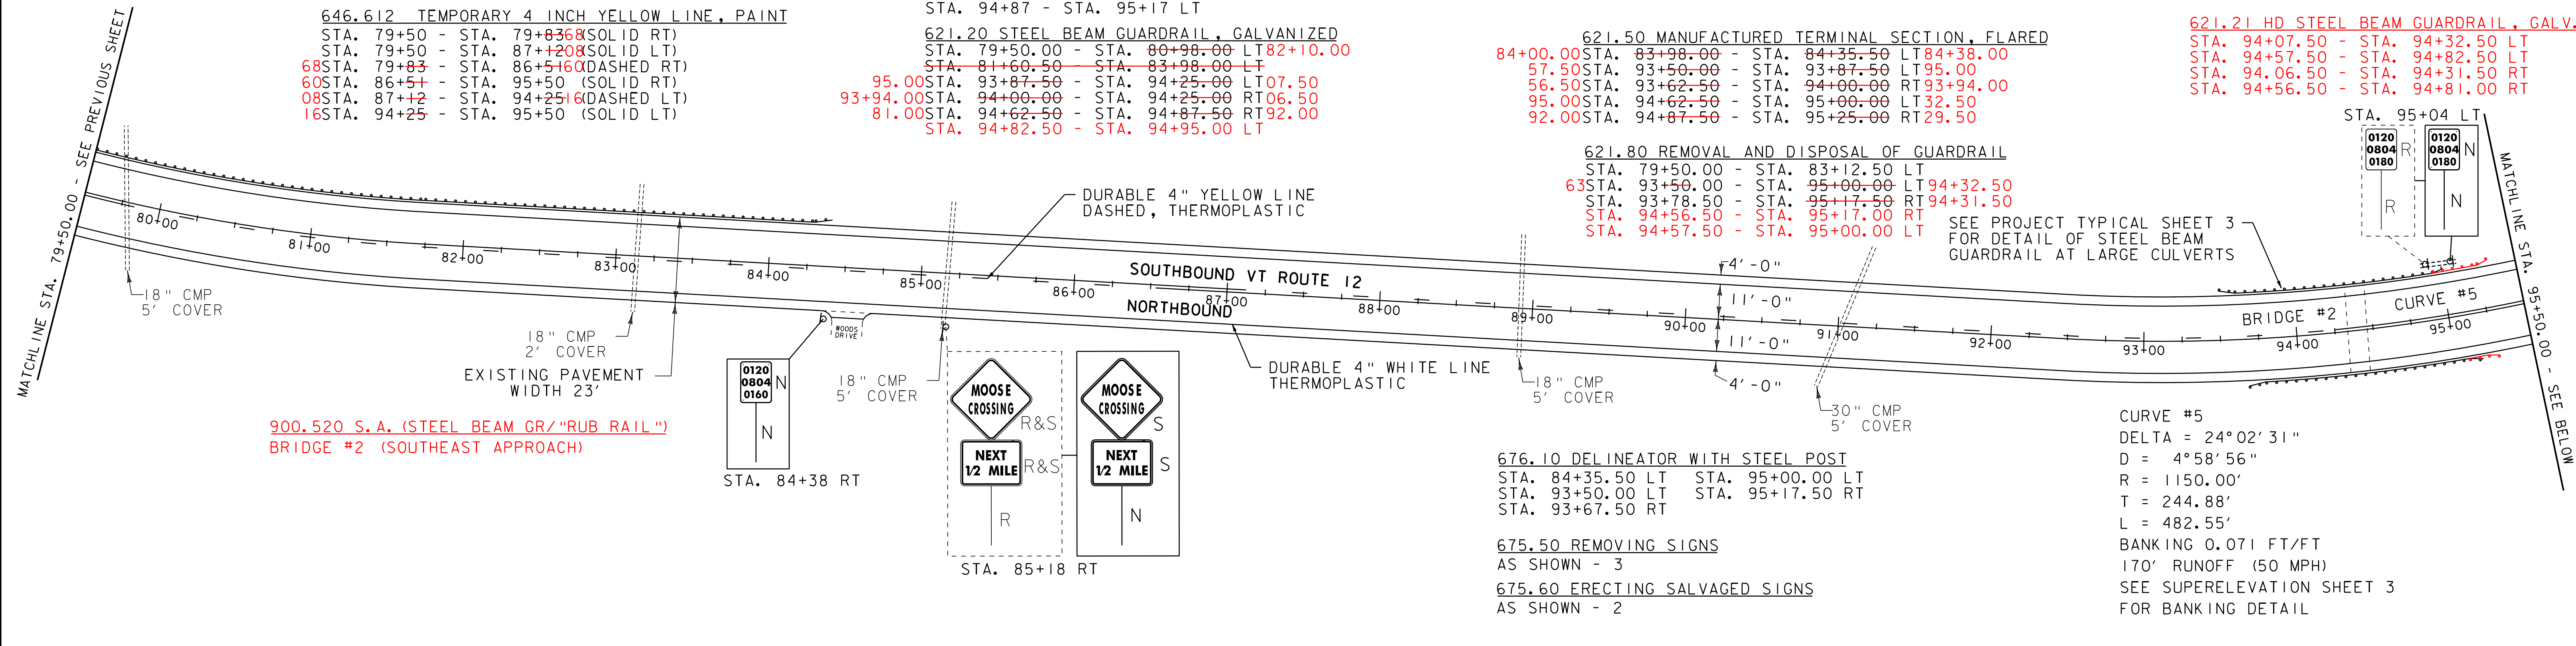 STA. 94+87 - STA. 95+17 LT
646.612 TEMPORARY 4 INCH YELLOW LINE, PAINT
STA. 79+50 - STA. 79+8368(SOLID RT)
STA. 79+50 - STA. 87+1208(SOLID LT)
68STA. 79+83 - STA. 86+5160(DASHED RT)
60STA. 86+51 - STA. 95+50 (SOLID RT)
08STA. 87+12 - STA. 94+2516(DASHED LT)
16STA. 94+25 - STA. 95+50 (SOLID LT)
621.20 STEEL BEAM GUARDRAIL, GALVANIZED
STA. 79+50.00 - STA. 80+98.00 LT82+10.00
STA. 81+60.50 - STA. 83+98.00 LT
95.00STA. 93+87.50 - STA. 94+25.00 LT07.50
93+94.00STA. 94+00.00 - STA. 94+25.00 RT06.50
81.00STA. 94+62.50 - STA. 94+87.50 RT92.00
STA. 94+82.50 - STA. 94+95.00 LT
621.50 MANUFACTURED TERMINAL SECTION, FLARED
84+00.00STA. 83+98.00 - STA. 84+35.50 LT84+38.00
57.50STA. 93+50.00 - STA. 93+87.50 LT95.00
56.50STA. 93+62.50 - STA. 94+00.00 RT93+94.00
95.00STA. 94+62.50 - STA. 95+00.00 LT32.50
92.00STA. 94+87.50 - STA. 95+25.00 RT29.50
621.80 REMOVAL AND DISPOSAL OF GUARDRAIL
STA. 79+50.00 - STA. 83+12.50 LT
63STA. 93+50.00 - STA. 95+00.00 LT94+32.50
STA. 93+78.50 - STA. 95+17.50 RT94+31.50
STA. 94+56.50 - STA. 95+17.00 RT
STA. 94+57.50 - STA. 95+00.00 LT
621.21 HD STEEL BEAM GUARDRAIL, GALV.
STA. 94+07.50 - STA. 94+32.50 LT
STA. 94+57.50 - STA. 94+82.50 LT
STA. 94.06.50 - STA. 94+31.50 RT
STA. 94+56.50 - STA. 94+81.00 RT
STA. 95+04 LT
0120
0804
0180
R
R
0120
0804
0180
N
N
MATCHLINE STA. 79+50.00 - SEE PREVIOUS SHEET
MATCHLINE STA. 95+50.00 - SEE BELOW
DURABLE 4" YELLOW LINE
DASHED, THERMOPLASTIC
SEE PROJECT TYPICAL SHEET 3
FOR DETAIL OF STEEL BEAM
GUARDRAIL AT LARGE CULVERTS
80+00
81+00
82+00
83+00
84+00
85+00
86+00
87+00
88+00
89+00
90+00
91+00
92+00
93+00
94+00
95+00
SOUTHBOUND VT ROUTE 12
NORTHBOUND
4'-0"
11'-0"
11'-0"
4'-0"
BRIDGE #2
CURVE #5
18" CMP
5' COVER
18" CMP
2' COVER
EXISTING PAVEMENT
WIDTH 23'
WOODS
DRIVE
18" CMP
5' COVER
DURABLE 4" WHITE LINE
THERMOPLASTIC
18" CMP
5' COVER
30" CMP
5' COVER
900.520 S.A. (STEEL BEAM GR/"RUB RAIL")
BRIDGE #2 (SOUTHEAST APPROACH)
0120
0804
0160
N
N
STA. 84+38 RT
MOOSE
CROSSING
R&S
NEXT
1/2 MILE
R&S
R
MOOSE
CROSSING
S
NEXT
1/2 MILE
S
N
STA. 85+18 RT
676.10 DELINEATOR WITH STEEL POST
STA. 84+35.50 LT STA. 95+00.00 LT
STA. 93+50.00 LT STA. 95+17.50 RT
STA. 93+67.50 RT
675.50 REMOVING SIGNS
AS SHOWN - 3
675.60 ERECTING SALVAGED SIGNS
AS SHOWN - 2
CURVE #5
DELTA = 24°02'31"
D = 4°58'56"
R = 1150.00'
T = 244.88'
L = 482.55'
BANKING 0.071 FT/FT
170' RUNOFF (50 MPH)
SEE SUPERELEVATION SHEET 3
FOR BANKING DETAIL